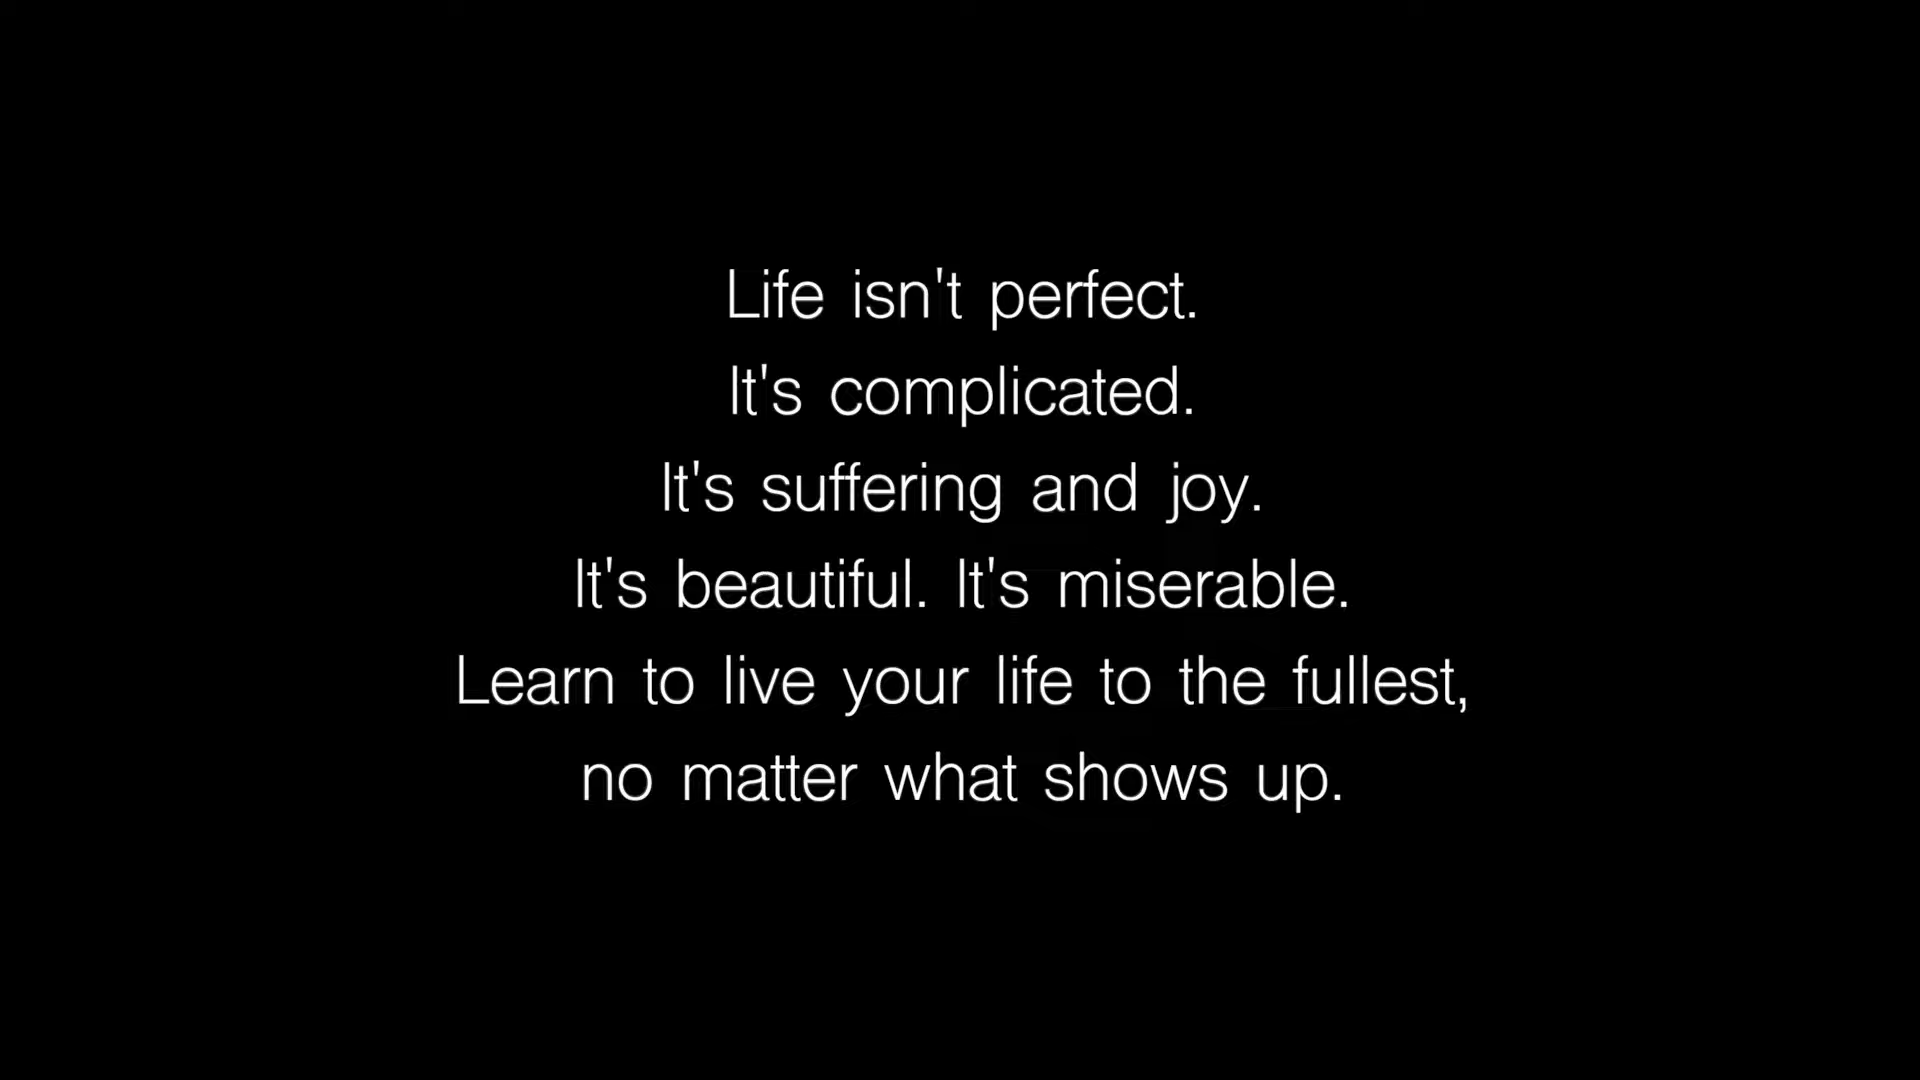 Life isn't perfect.
It's complicated.
It's suffering and joy.
It's beautiful. It's miserable.
Learn to live your life to the fullest,
no matter what shows up.